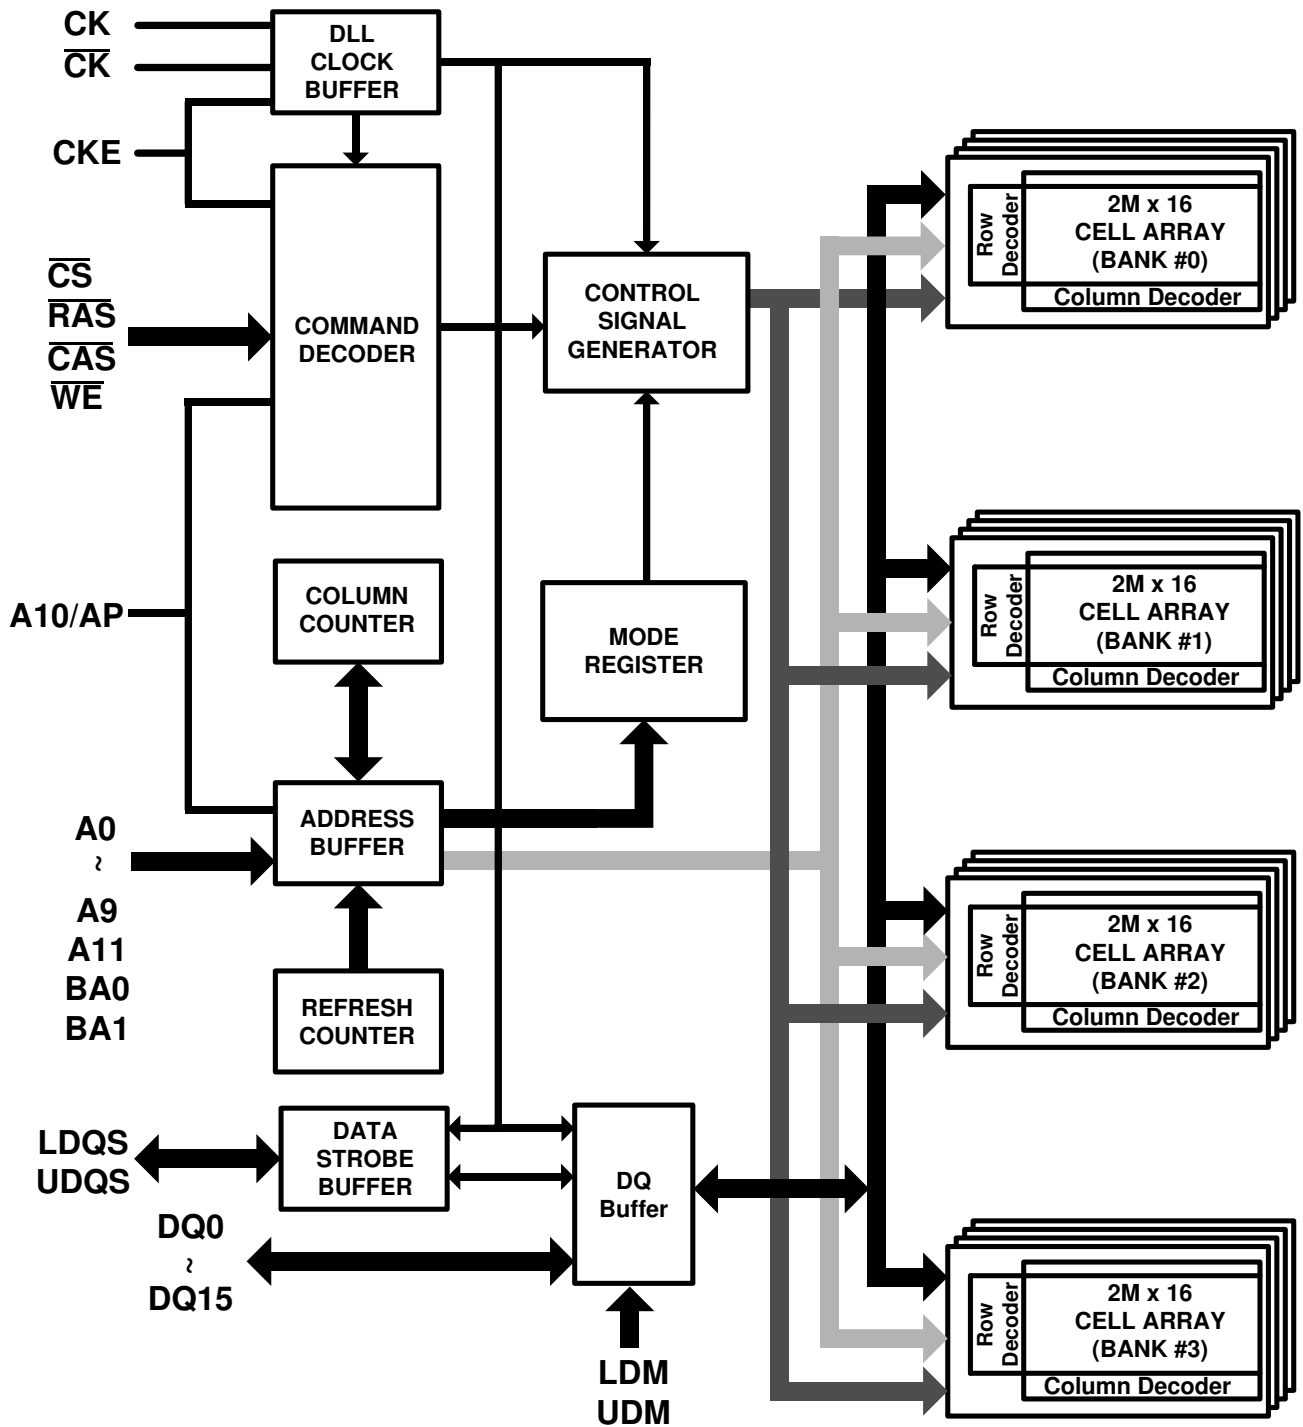 CK
CK
CKE
CS
RAS
CAS
WE
A10/AP
A0
~
A9
A11
BA0
BA1
LDQS
UDQS
DQ0
~
DQ15
DLL
CLOCK
BUFFER
COMMAND
DECODER
COLUMN
COUNTER
ADDRESS
BUFFER
REFRESH
COUNTER
DATA
STROBE
BUFFER
CONTROL
SIGNAL
GENERATOR
MODE
REGISTER
DQ
Buffer
LDM
UDM
Row
Decoder
2M x 16
CELL ARRAY
(BANK #0)
Column Decoder
Row
Decoder
2M x 16
CELL ARRAY
(BANK #1)
Column Decoder
Row
Decoder
2M x 16
CELL ARRAY
(BANK #2)
Column Decoder
Row
Decoder
2M x 16
CELL ARRAY
(BANK #3)
Column Decoder